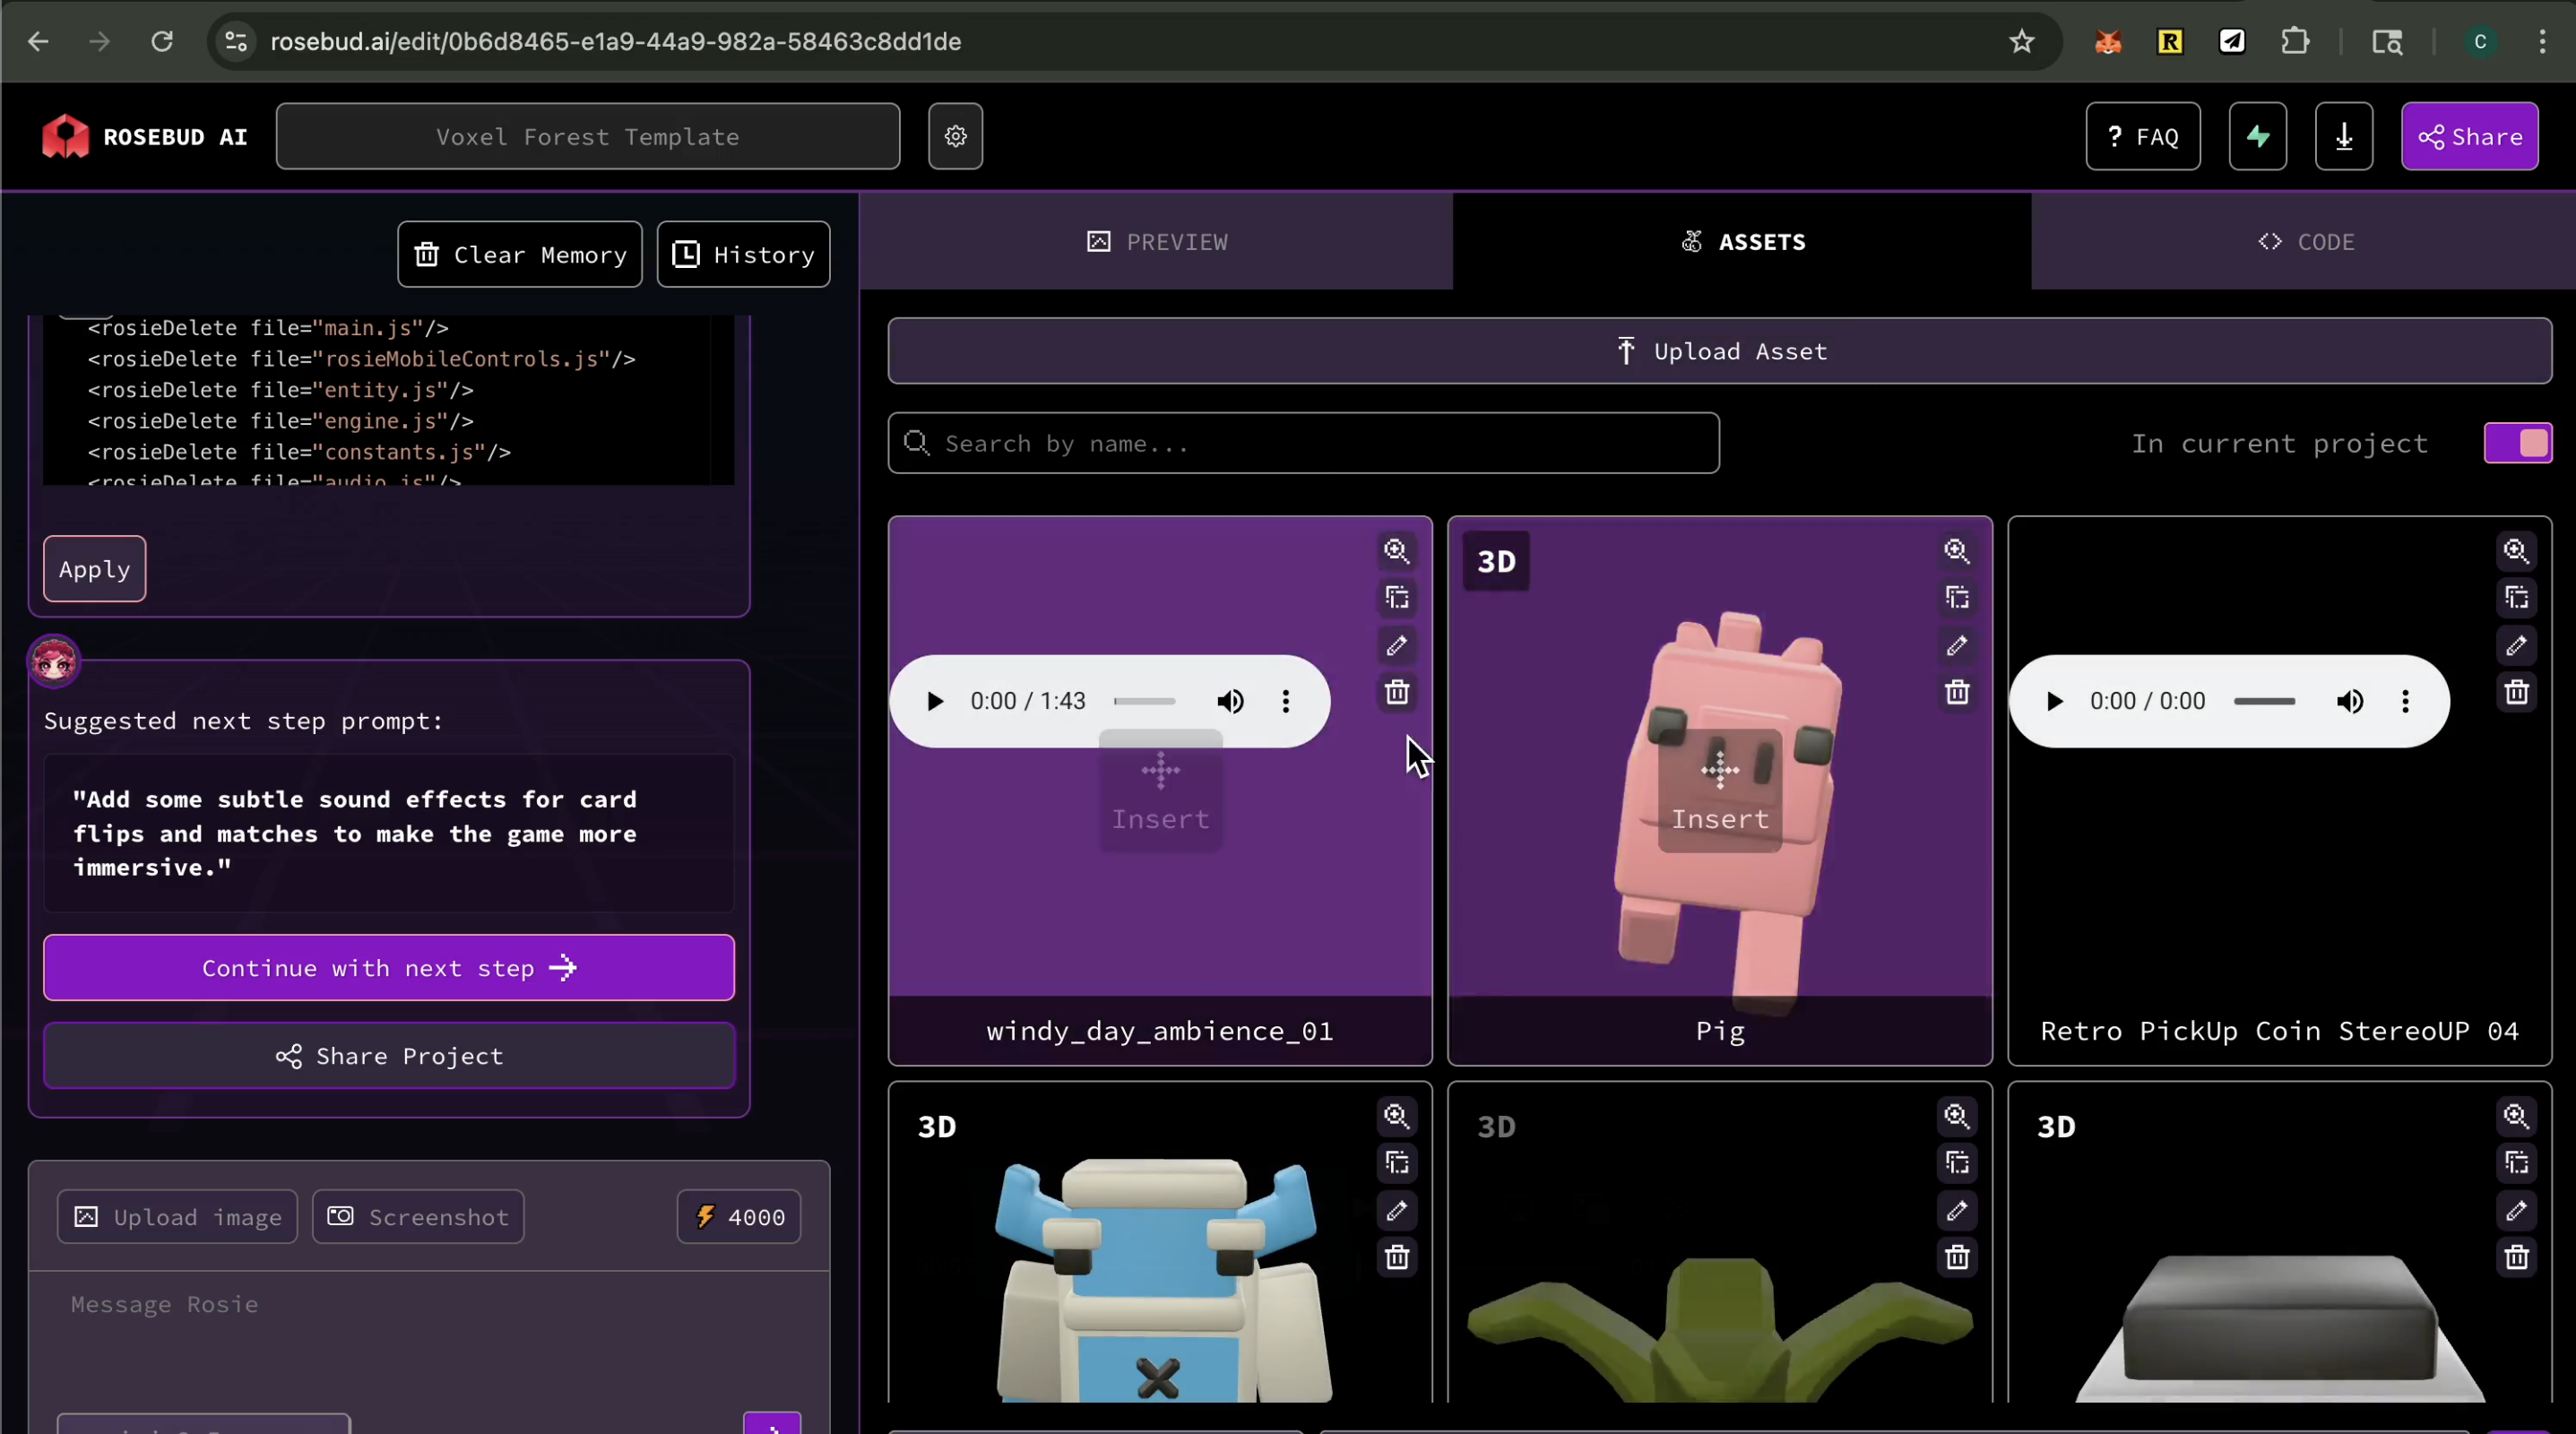 rosebud.ai/edit/0b6d8465-e1a9-44a9-982a-58463c8dd1de
R
C
ROSEBUD AI
Voxel Forest Template
? FAQ
Share
Clear Memory
History
PREVIEW
ASSETS
CODE
<rosieDelete file="main.js"/>
<rosieDelete file="rosieMobileControls.js"/>
<rosieDelete file="entity.js"/>
<rosieDelete file="engine.js"/>
<rosieDelete file="constants.js"/>
<rosieDelete file="audio.js"/>
Apply
Suggested next step prompt:
"Add some subtle sound effects for card
flips and matches to make the game more
immersive."
Continue with next step
Share Project
Upload image
Screenshot
4000
Message Rosie
Upload Asset
Search by name...
In current project
0:00 / 1:43
Insert
windy_day_ambience_01
3D
Insert
Pig
0:00 / 0:00
Retro PickUp Coin StereoUP 04
3D
3D
3D